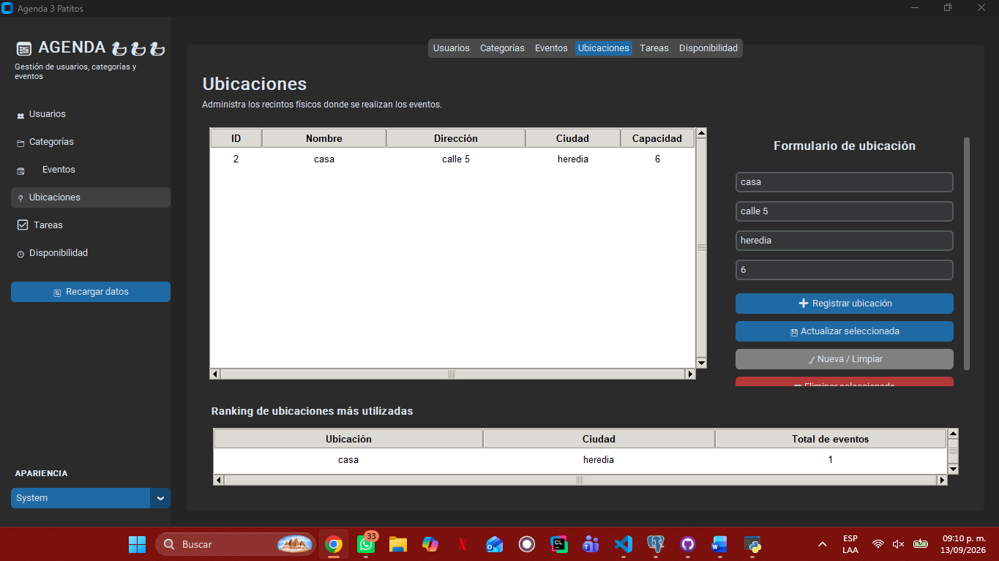 Agenda 3 Patitos
AGENDA
Gestión de usuarios, categorías y
eventos
Usuarios
Categorías
Eventos
Ubicaciones
Tareas
Disponibilidad
Recargar datos
APARIENCIA
System
Usuarios Categorías Eventos Ubicaciones Tareas Disponibilidad
Ubicaciones
Administra los recintos físicos donde se realizan los eventos.
ID Nombre Dirección Ciudad Capacidad
2 casa calle 5 heredia 6
Formulario de ubicación
casa
calle 5
heredia
6
Registrar ubicación
Actualizar seleccionada
Nueva / Limpiar
Eliminar seleccionada
Ranking de ubicaciones más utilizadas
Ubicación Ciudad Total de eventos
casa heredia 1
Buscar
33
CL
ESP
LAA
09:10 p. m.
13/09/2026